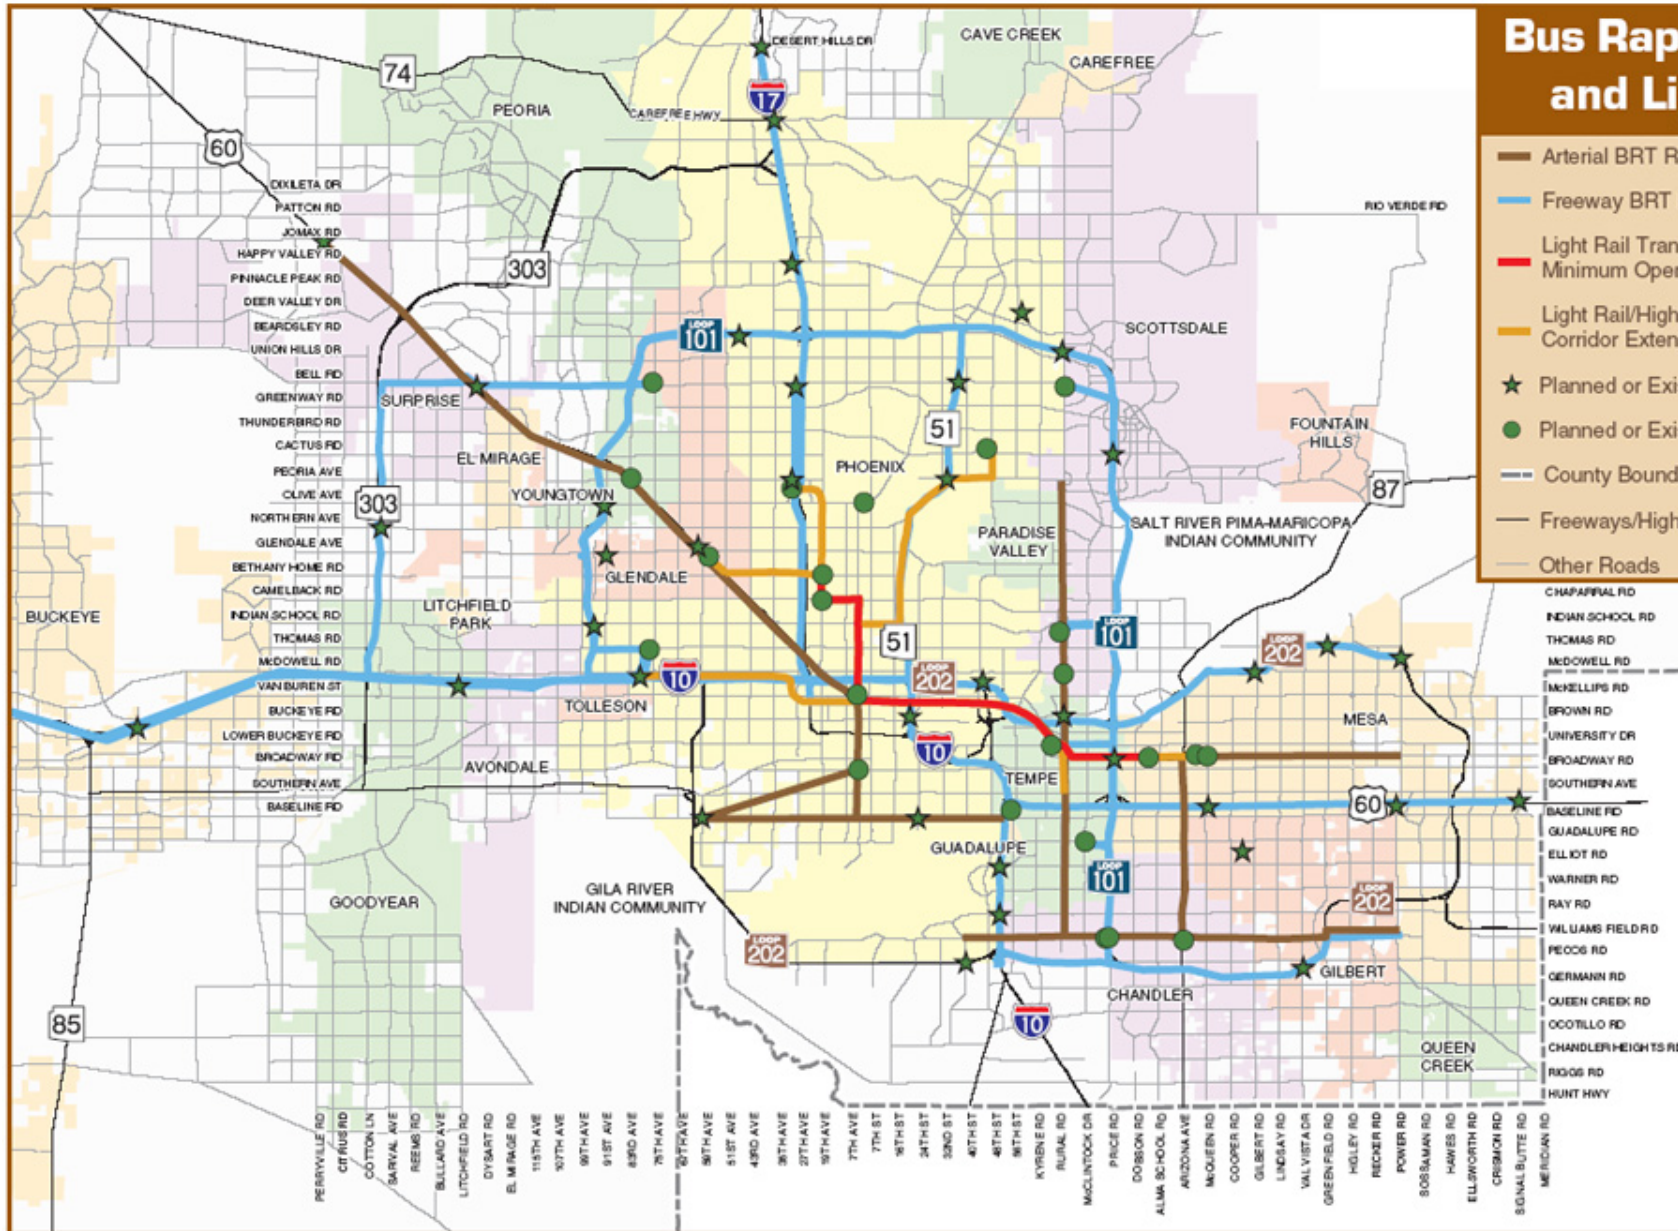 Bus Rap
and Li
Arterial BRT R
Freeway BRT
Light Rail Tran
Minimum Oper
Light Rail/High
Corridor Exten
Planned or Exi
Planned or Exi
County Bound
Freeways/High
Other Roads
DESERT HILLS DR
CAVE CREEK
CAREFREE
74
17
PEORIA
CAREFREE HWY
60
DIXILETA DR
PATTON RD
JOMAX RD
HAPPY VALLEY RD
PINNACLE PEAK RD
DEER VALLEY DR
BEARDSLEY RD
UNION HILLS DR
BELL RD
GREENWAY RD
THUNDERBIRD RD
CACTUS RD
PEORIA AVE
OLIVE AVE
NORTHERN AVE
GLENDALE AVE
BETHANY HOME RD
CAMELBACK RD
INDIAN SCHOOL RD
THOMAS RD
McDOWELL RD
VAN BUREN ST
BUCKEYE RD
LOWER BUCKEYE RD
BROADWAY RD
SOUTHERN AVE
BASELINE RD
RIO VERDE RD
303
LOOP
101
SCOTTSDALE
SURPRISE
51
FOUNTAIN
HILLS
EL MIRAGE
PHOENIX
87
303
YOUNGTOWN
PARADISE
VALLEY
SALT RIVER PIMA-MARICOPA
INDIAN COMMUNITY
GLENDALE
BUCKEYE
LITCHFIELD
PARK
51
LOOP
101
LOOP
202
10
LOOP
202
TOLLESON
MESA
10
AVONDALE
TEMPE
60
GUADALUPE
LOOP
101
GILA RIVER
INDIAN COMMUNITY
GOODYEAR
LOOP
202
LOOP
202
GILBERT
CHANDLER
85
10
QUEEN
CREEK
CHAPARRAL RD
INDIAN SCHOOL RD
THOMAS RD
McDOWELL RD
McKELLIPS RD
BROWN RD
UNIVERSITY DR
BROADWAY RD
SOUTHERN AVE
BASELINE RD
GUADALUPE RD
ELLIOT RD
WARNER RD
RAY RD
WILLIAMS FIELD RD
PECOS RD
GERMANN RD
QUEEN CREEK RD
OCOTILLO RD
CHANDLER HEIGHTS RD
RIGGS RD
HUNT HWY
PERRYVILLE RD
CITRUS RD
COTTON LN
SARIVAL AVE
REEMS RD
BULLARD AVE
LITCHFIELD RD
DYSART RD
EL MIRAGE RD
115TH AVE
107TH AVE
99TH AVE
91ST AVE
83RD AVE
75TH AVE
67TH AVE
59TH AVE
51ST AVE
43RD AVE
35TH AVE
27TH AVE
19TH AVE
7TH AVE
7TH ST
16TH ST
24TH ST
32ND ST
40TH ST
48TH ST
56TH ST
KYRENE RD
RURAL RD
McCLINTOCK DR
PRICE RD
DOBSON RD
ALMA SCHOOL RD
ARIZONA AVE
McQUEEN RD
COOPER RD
GILBERT RD
LINDSAY RD
VAL VISTA DR
GREENFIELD RD
HIGLEY RD
RECKER RD
POWER RD
SOSSAMAN RD
HAWES RD
ELLSWORTH RD
CRISMON RD
SIGNAL BUTTE RD
MERIDIAN RD